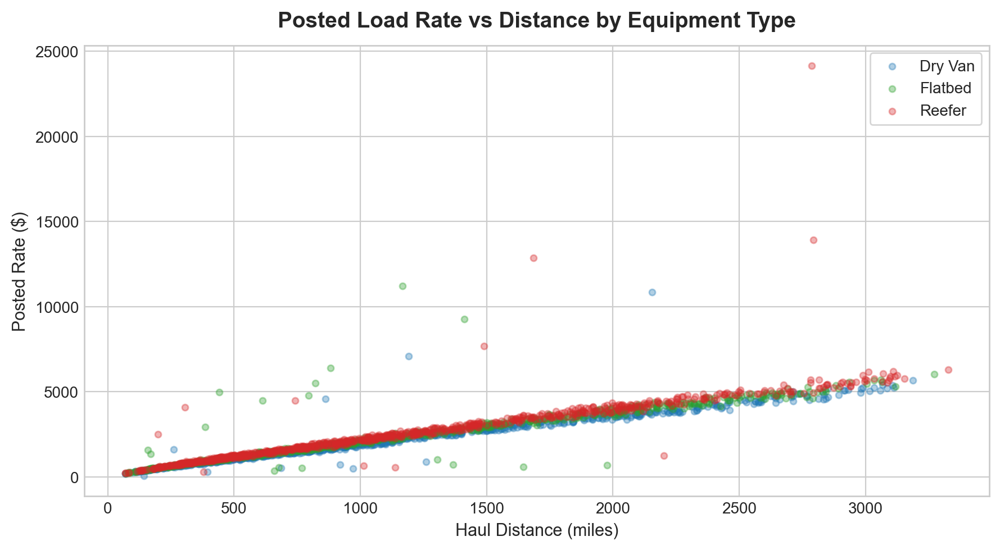 Posted Load Rate vs Distance by Equipment Type
25000
20000
15000
10000
5000
0
Posted Rate ($)
Dry Van
Flatbed
Reefer
0 500 1000 1500 2000 2500 3000
Haul Distance (miles)